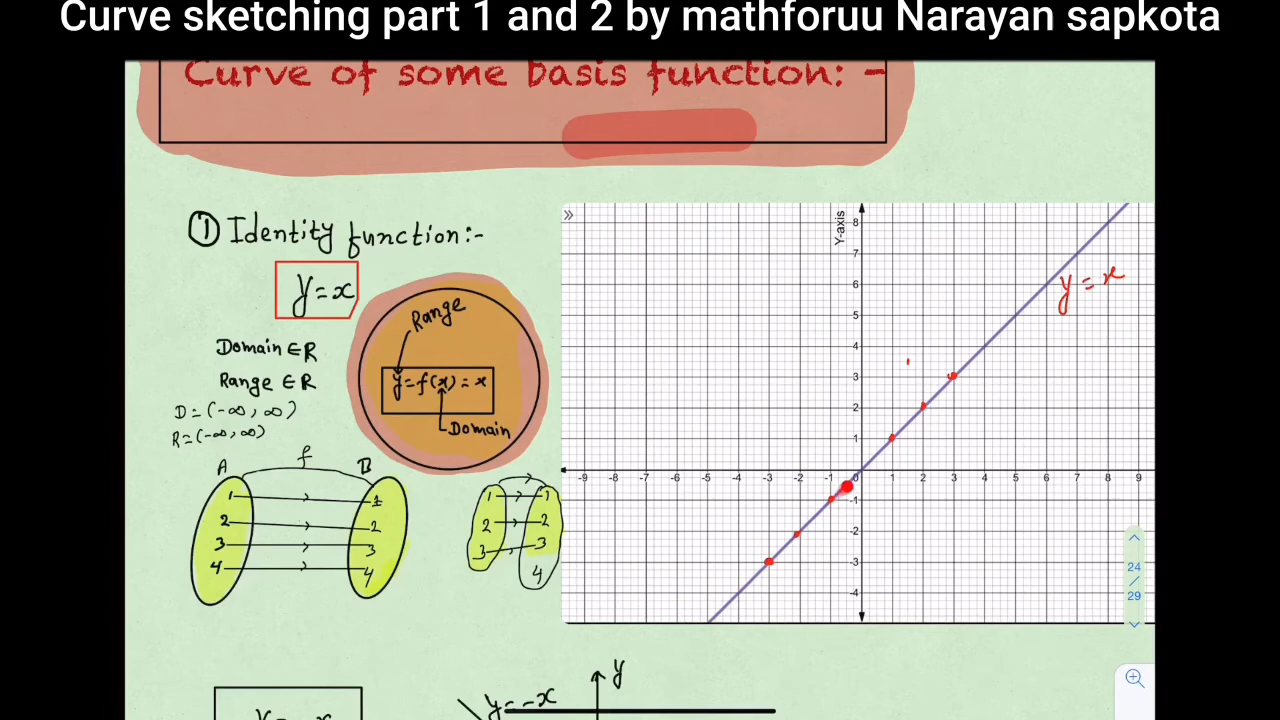 Curve sketching part 1 and 2 by mathforuu Narayan sapkota
Curve of some basis function: -
① Identity function:-
y=x
Domain ∈ R
Range ∈ R
D=(-∞, ∞)
R=(-∞, ∞)
Range
y=f(x)=x
Domain
A f B
1 1
2 2
3 3
4 4
1 1
2 2
3 3
4
»
Y-axis
y=x
8
7
6
5
4
3
2
1
-9 -8 -7 -6 -5 -4 -3 -2 -1 0 1 2 3 4 5 6 7 8 9
-1
-2
-3
-4
24
/
29
y
y=-x